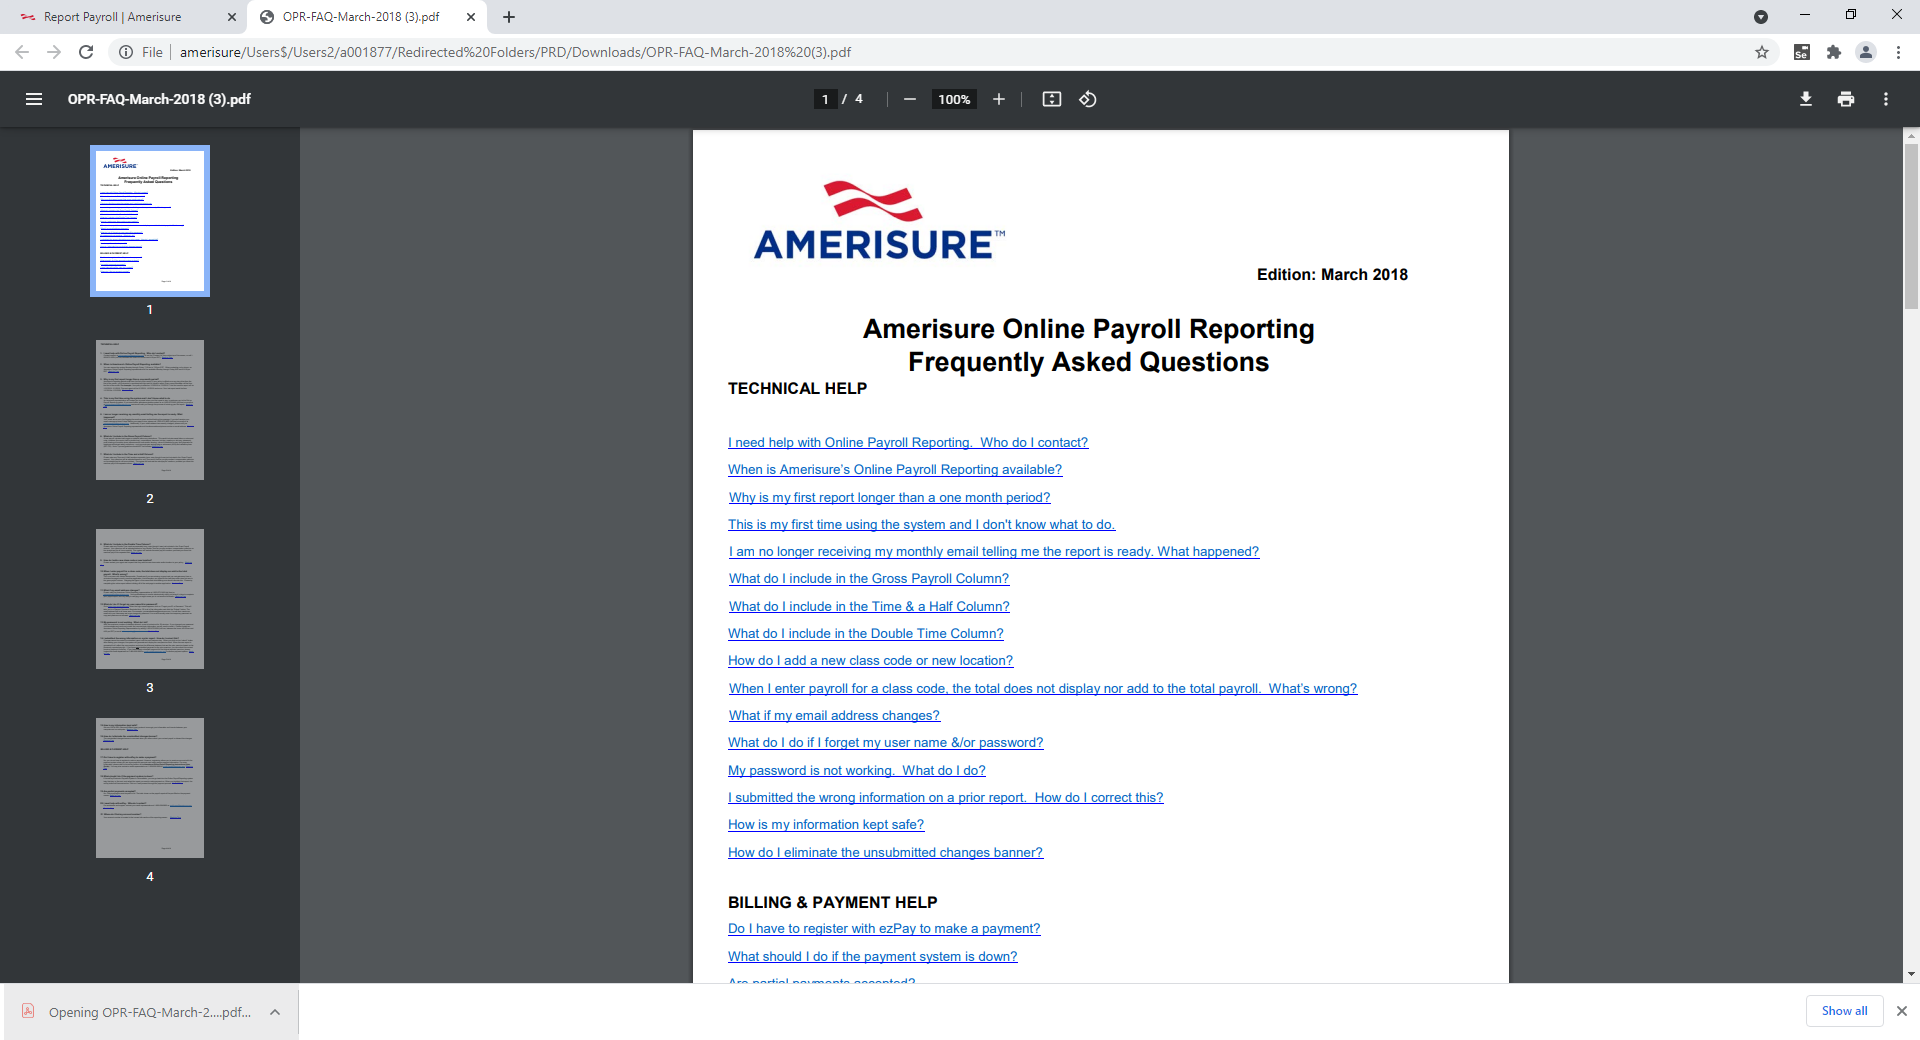 Report Payroll | Amerisure
OPR-FAQ-March-2018 (3).pdf
File
amerisure/Users$/Users2/a001877/Redirected%20Folders/PRD/Downloads/OPR-FAQ-March-2018%20(3).pdf
Se
OPR-FAQ-March-2018 (3).pdf
1 / 4
100%
1
2
3
4
AMERISURE™
Edition: March 2018
Amerisure Online Payroll Reporting
Frequently Asked Questions
TECHNICAL HELP
I need help with Online Payroll Reporting.  Who do I contact?
When is Amerisure's Online Payroll Reporting available?
Why is my first report longer than a one month period?
This is my first time using the system and I don't know what to do.
I am no longer receiving my monthly email telling me the report is ready. What happened?
What do I include in the Gross Payroll Column?
What do I include in the Time & a Half Column?
What do I include in the Double Time Column?
How do I add a new class code or new location?
When I enter payroll for a class code, the total does not display nor add to the total payroll.  What's wrong?
What if my email address changes?
What do I do if I forget my user name &/or password?
My password is not working.  What do I do?
I submitted the wrong information on a prior report.  How do I correct this?
How is my information kept safe?
How do I eliminate the unsubmitted changes banner?
BILLING & PAYMENT HELP
Do I have to register with ezPay to make a payment?
What should I do if the payment system is down?
Are partial payments accepted?
Opening OPR-FAQ-March-2....pdf...
Show all